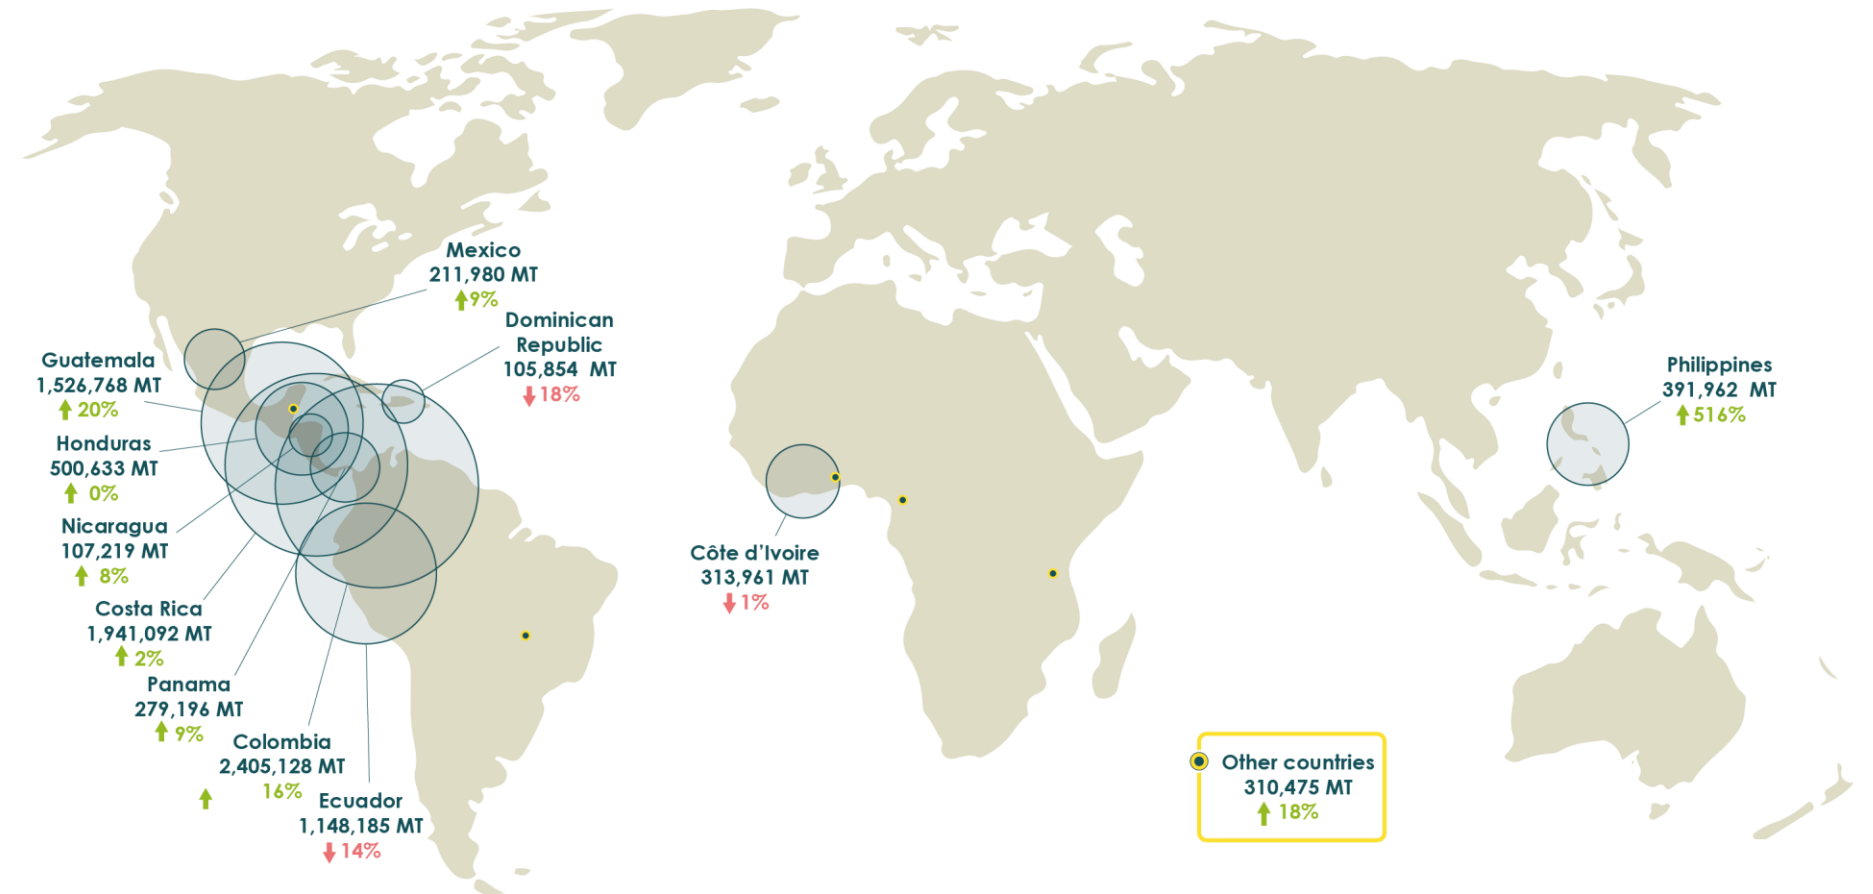 Mexico
211,980 MT
9%
Dominican
Republic
105,854 MT
18%
Guatemala
1,526,768 MT
20%
Honduras
500,633 MT
0%
Nicaragua
107,219 MT
8%
Costa Rica
1,941,092 MT
2%
Panama
279,196 MT
9%
Colombia
2,405,128 MT
16%
Ecuador
1,148,185 MT
14%
Côte d'Ivoire
313,961 MT
1%
Philippines
391,962 MT
516%
Other countries
310,475 MT
18%